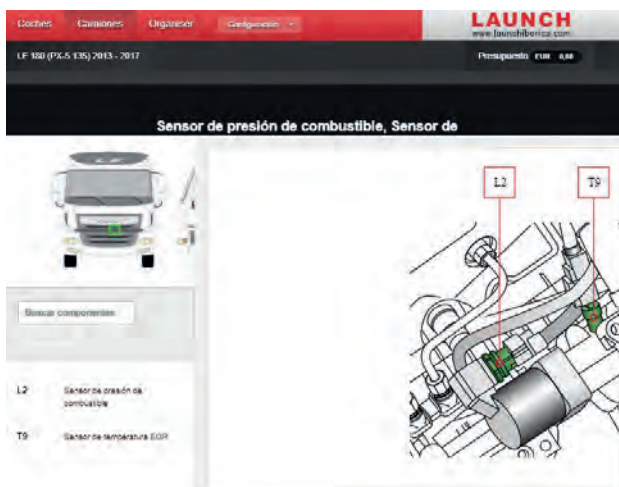 Coches Camiones Organiser Configuración
LAUNCH
www.launchiberica.com
LF 180 (PX-5 135) 2013 - 2017
Presupuesto EUR 0,00
Sensor de presión de combustible, Sensor de
L2 T9
Buscar componentes
L2 Sensor de presión de
combustible
T9 Sensor de temperatura EGR